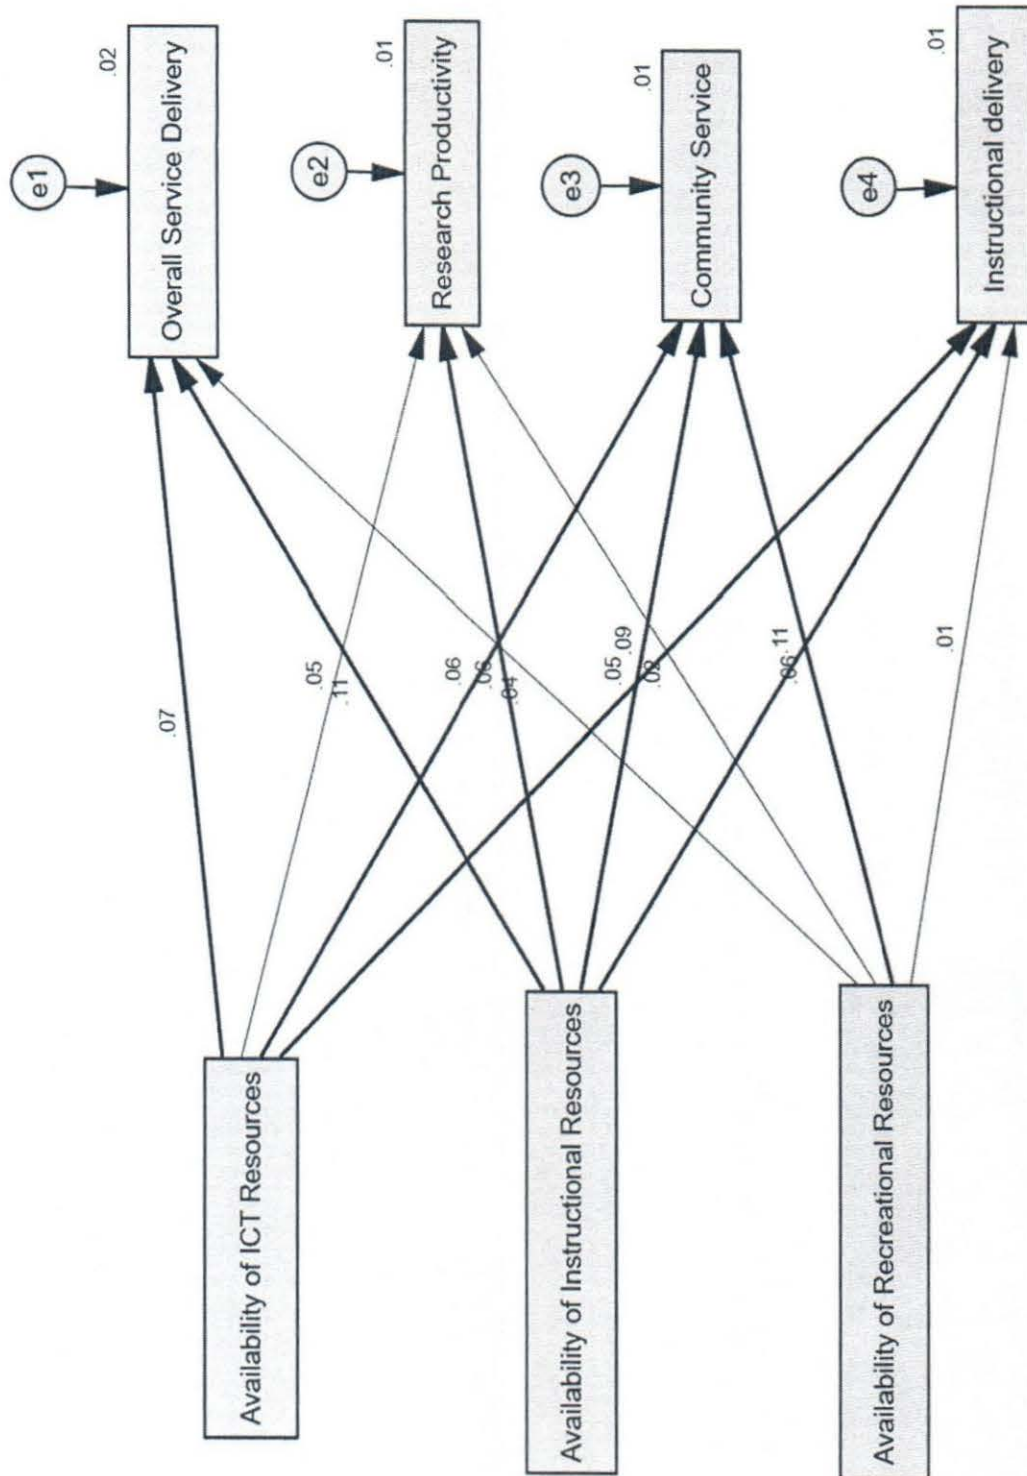 e1
.02
Overall Service Delivery
e2
.01
Research Productivity
e3
.01
Community Service
e4
.01
Instructional delivery
.07
.05
.11
.06
.06
.04
.05
.09
.02
.06
.11
.01
Availability of ICT Resources
Availability of Instructional Resources
Availability of Recreational Resources